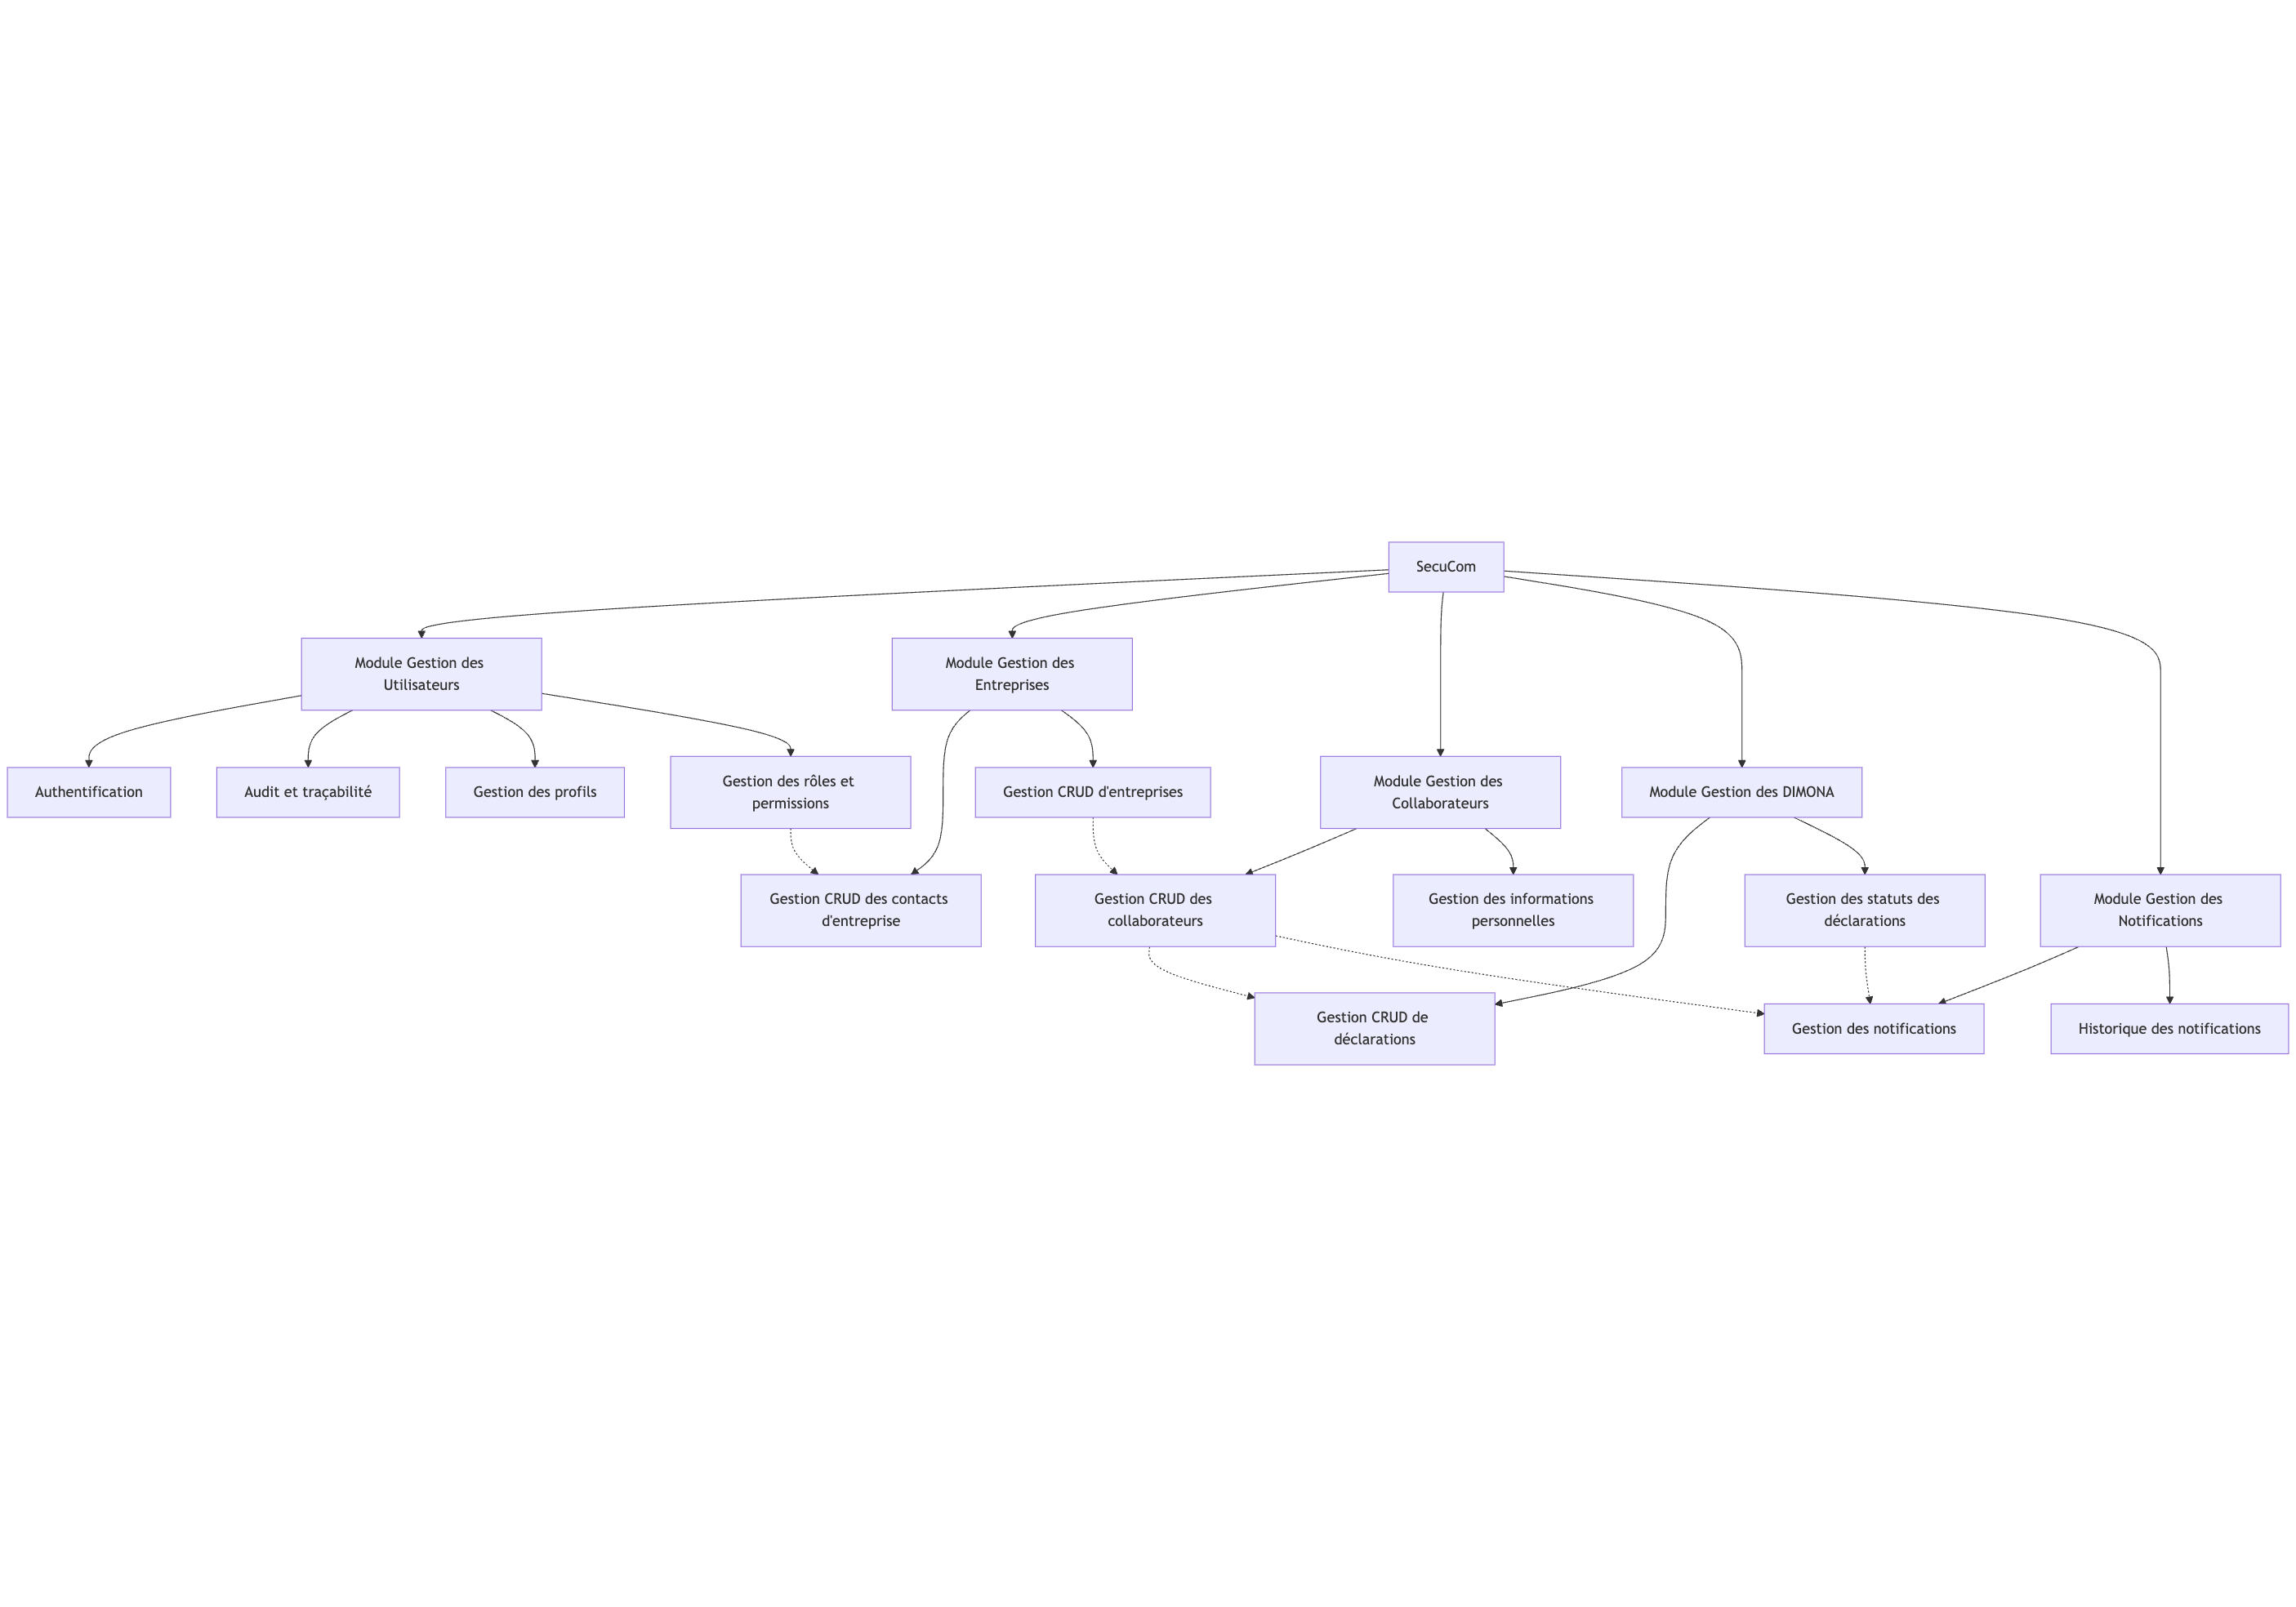 SecuCom
Module Gestion des
Utilisateurs
Module Gestion des
Entreprises
Authentification
Audit et traçabilité
Gestion des profils
Gestion des rôles et
permissions
Gestion CRUD d'entreprises
Module Gestion des
Collaborateurs
Module Gestion des DIMONA
Gestion CRUD des contacts
d'entreprise
Gestion CRUD des
collaborateurs
Gestion des informations
personnelles
Gestion des statuts des
déclarations
Module Gestion des
Notifications
Gestion CRUD de
déclarations
Gestion des notifications
Historique des notifications